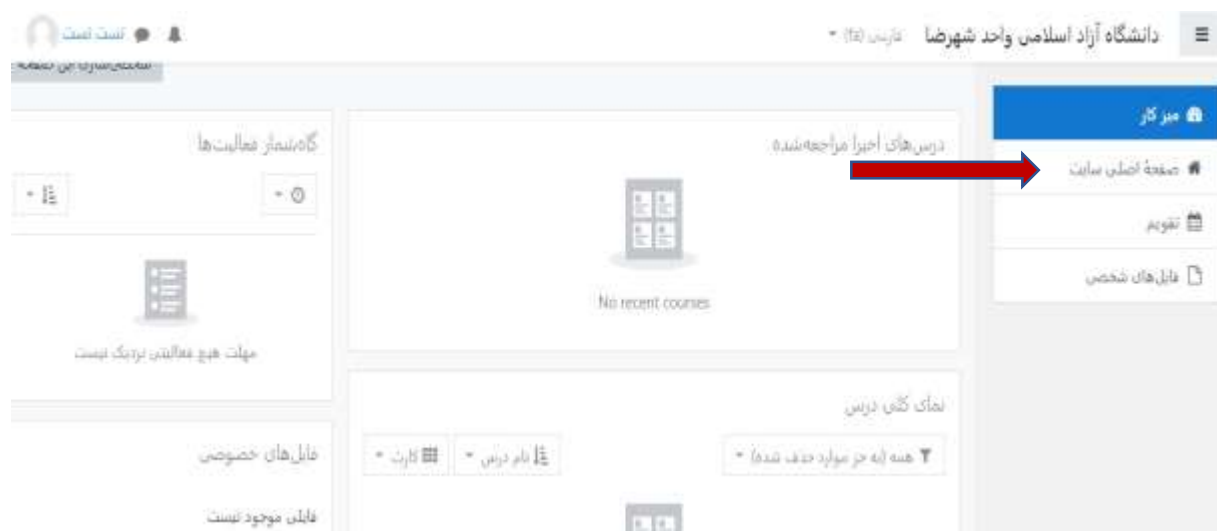 دانشگاه آزاد اسلامی واحد شهرضا
فارسی (fa)
تست تست
میز کار
صفحهٔ اصلی سایت
تقویم
فایل‌های شخصی
درس‌های اخیرا مراجعه‌شده
No recent courses
نمای کلی درس
همه (به جز موارد حذف شده)
نام درس
کارت
گاه‌شمار فعالیت‌ها
مهلت هیچ فعالیتی نزدیک نیست
فایل‌های خصوصی
فایلی موجود نیست